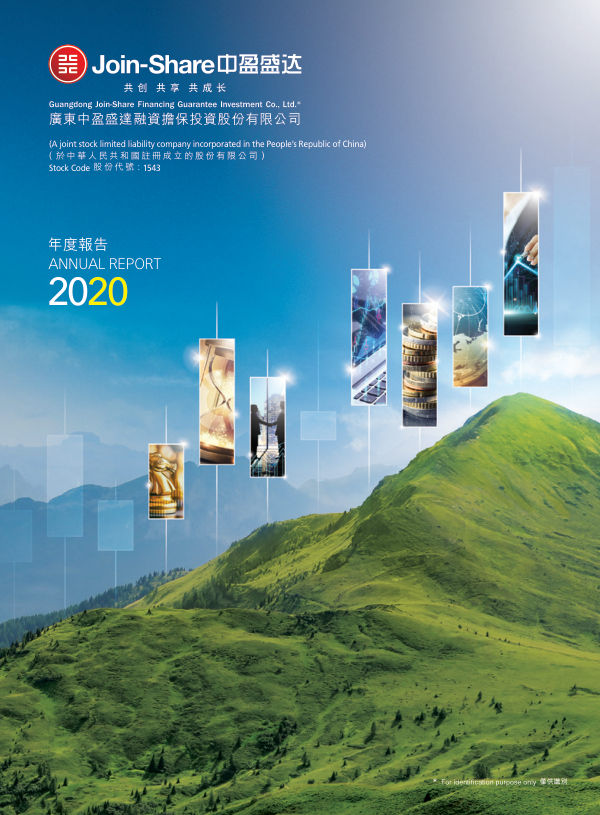 Join-Share中盈盛达
共创 共享 共成长
Guangdong Join-Share Financing Guarantee Investment Co., Ltd.*
廣東中盈盛達融資擔保投資股份有限公司
(A joint stock limited liability company incorporated in the People's Republic of China)
(於中華人民共和國註冊成立的股份有限公司)
Stock Code 股份代號：1543
年度報告
ANNUAL REPORT
2020
* For identification purpose only 僅供識別